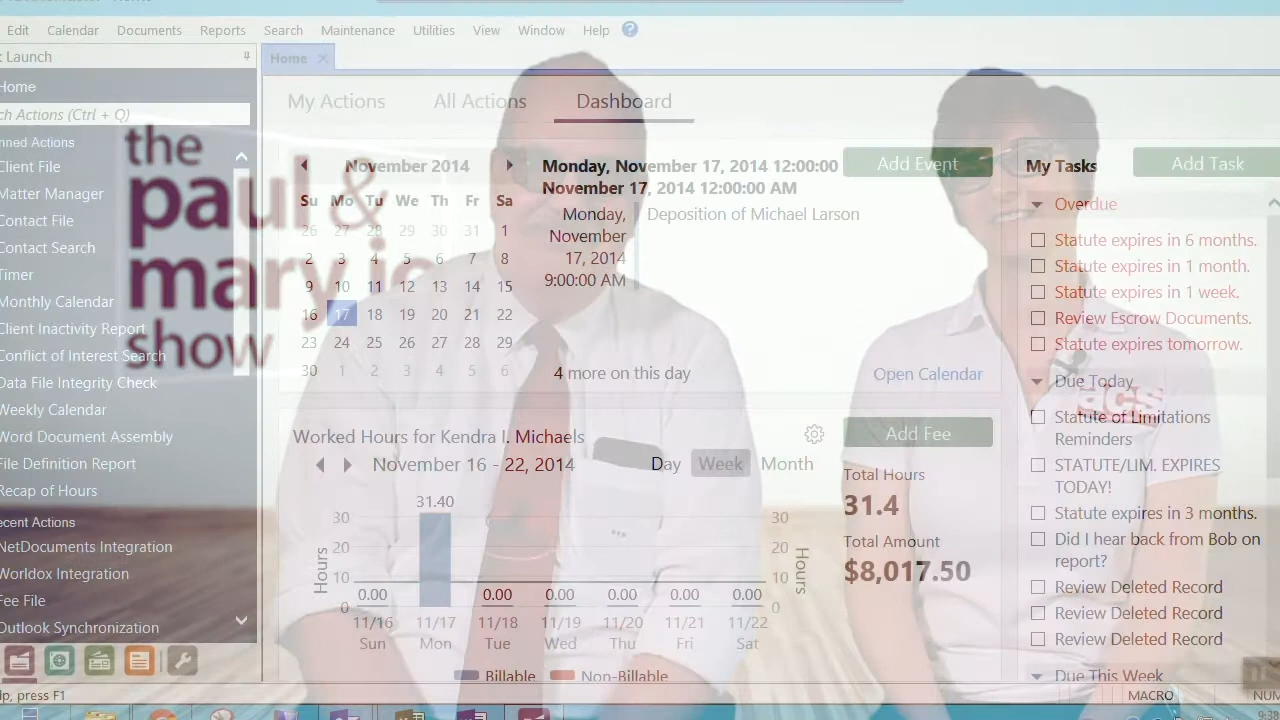 Edit Calendar Documents Reports Search Maintenance Utilities View Window Help ?
Launch
Home
Actions (Ctrl + Q)
Actions
Client File
Matter Manager
Contact File
Contact Search
Timer
Monthly Calendar
Client Inactivity Report
Conflict of Interest Search
Data File Integrity Check
Weekly Calendar
Word Document Assembly
File Definition Report
Recap of Hours
Actions
NetDocuments Integration
Worldox Integration
Fee File
Outlook Synchronization
press F1
the
paul &
mary jo
show
Home
My Actions All Actions Dashboard
November 2014
Su Mo Tu We Th Fr Sa
26 27 28 29 30 31 1
2 3 4 5 6 7 8
9 10 11 12 13 14 15
16 17 18 19 20 21 22
23 24 25 26 27 28 29
30 1 2 3 4 5 6
Monday, November 17, 2014 12:00:00
November 17, 2014 12:00:00 AM
Monday,
November
17, 2014
9:00:00 AM
Deposition of Michael Larson
4 more on this day
Add Event
Open Calendar
Worked Hours for Kendra I. Michaels
November 16 - 22, 2014
Day Week Month
31.40
30 30
20 20
10 10
0 0
Hours
Hours
0.00 0.00 0.00 0.00 0.00 0.00
11/16 11/17 11/18 11/19 11/20 11/21 11/22
Sun Mon Tue Wed Thu Fri Sat
Billable Non-Billable
Add Fee
Total Hours
31.4
Total Amount
$8,017.50
My Tasks
Add Task
Overdue
Statute expires in 6 months.
Statute expires in 1 month.
Statute expires in 1 week.
Review Escrow Documents.
Statute expires tomorrow.
Due Today
Statute of Limitations
Reminders
STATUTE/LIM. EXPIRES
TODAY!
Statute expires in 3 months.
Did I hear back from Bob on
report?
Review Deleted Record
Review Deleted Record
Review Deleted Record
Due This Week
MACRO
NUM